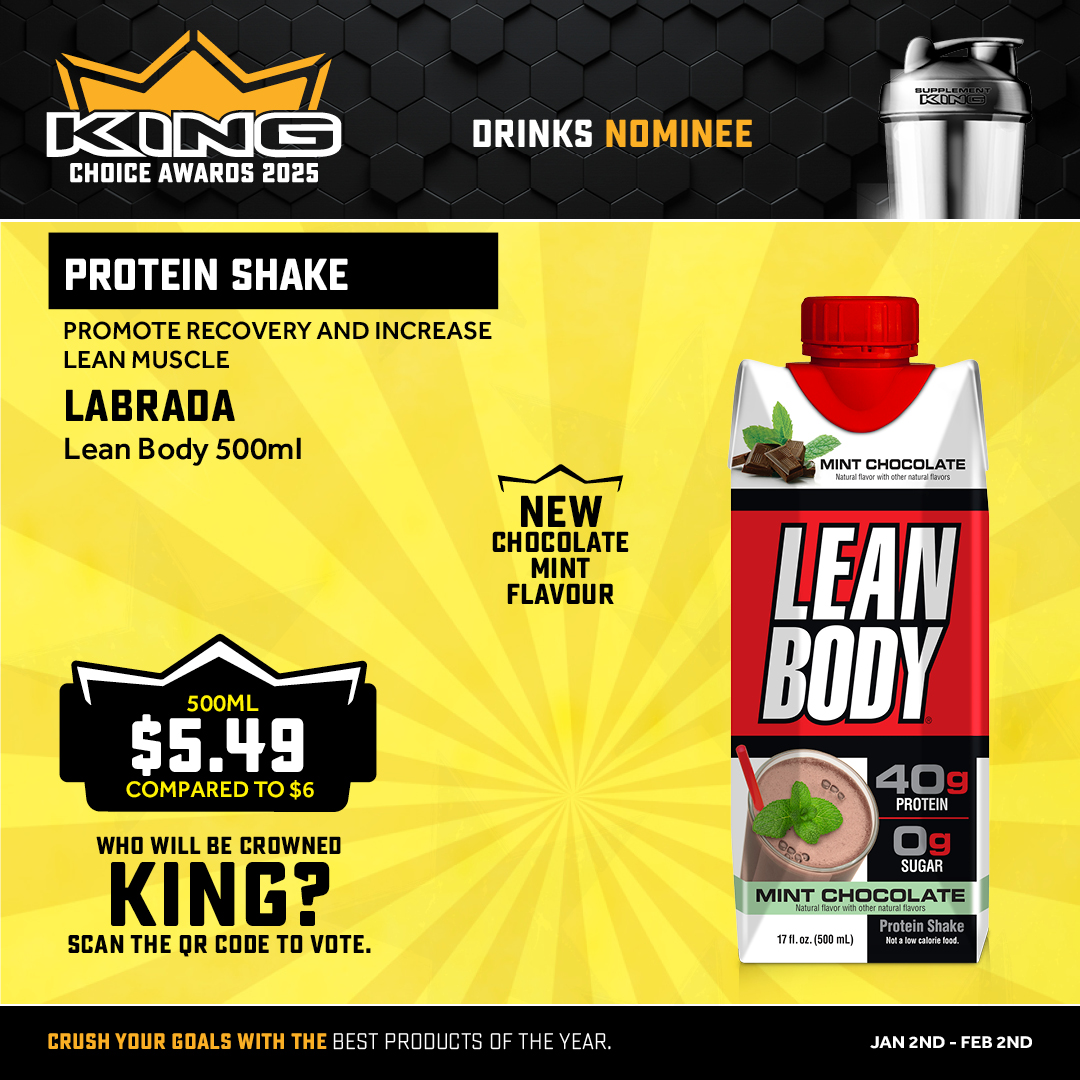 KING
CHOICE AWARDS 2025
DRINKS NOMINEE
SUPPLEMENT
KING
PROTEIN SHAKE
PROMOTE RECOVERY AND INCREASE
LEAN MUSCLE
LABRADA
Lean Body 500ml
NEW
CHOCOLATE
MINT
FLAVOUR
500ML
$5.49
COMPARED TO $6
WHO WILL BE CROWNED
KING?
SCAN THE QR CODE TO VOTE.
MINT CHOCOLATE
Natural flavor with other natural flavors
LEAN
BODY®
40g
PROTEIN
0g
SUGAR
MINT CHOCOLATE
Natural flavor with other natural flavors
17 fl. oz. (500 mL)
Protein Shake
Not a low calorie food.
CRUSH YOUR GOALS WITH THE BEST PRODUCTS OF THE YEAR.
JAN 2ND - FEB 2ND